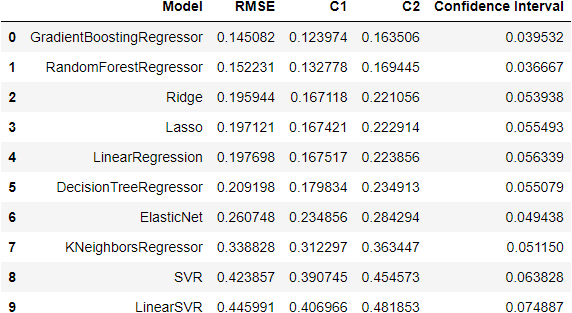 Model RMSE C1 C2 Confidence Interval
0 GradientBoostingRegressor 0.145082 0.123974 0.163506 0.039532
1 RandomForestRegressor 0.152231 0.132778 0.169445 0.036667
2 Ridge 0.195944 0.167118 0.221056 0.053938
3 Lasso 0.197121 0.167421 0.222914 0.055493
4 LinearRegression 0.197698 0.167517 0.223856 0.056339
5 DecisionTreeRegressor 0.209198 0.179834 0.234913 0.055079
6 ElasticNet 0.260748 0.234856 0.284294 0.049438
7 KNeighborsRegressor 0.338828 0.312297 0.363447 0.051150
8 SVR 0.423857 0.390745 0.454573 0.063828
9 LinearSVR 0.445991 0.406966 0.481853 0.074887